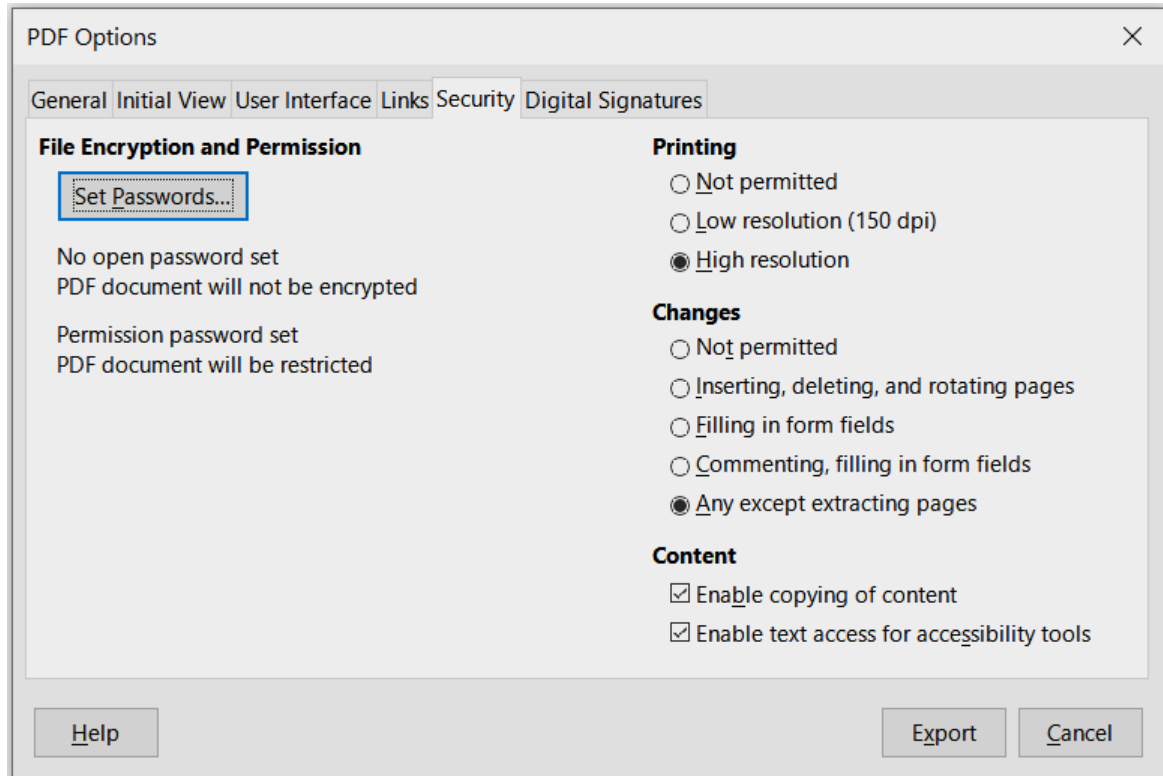 PDF Options
General Initial View User Interface Links Security Digital Signatures
File Encryption and Permission
Set Passwords...
No open password set
PDF document will not be encrypted
Permission password set
PDF document will be restricted
Printing
Not permitted
Low resolution (150 dpi)
High resolution
Changes
Not permitted
Inserting, deleting, and rotating pages
Filling in form fields
Commenting, filling in form fields
Any except extracting pages
Content
Enable copying of content
Enable text access for accessibility tools
Help
Export
Cancel